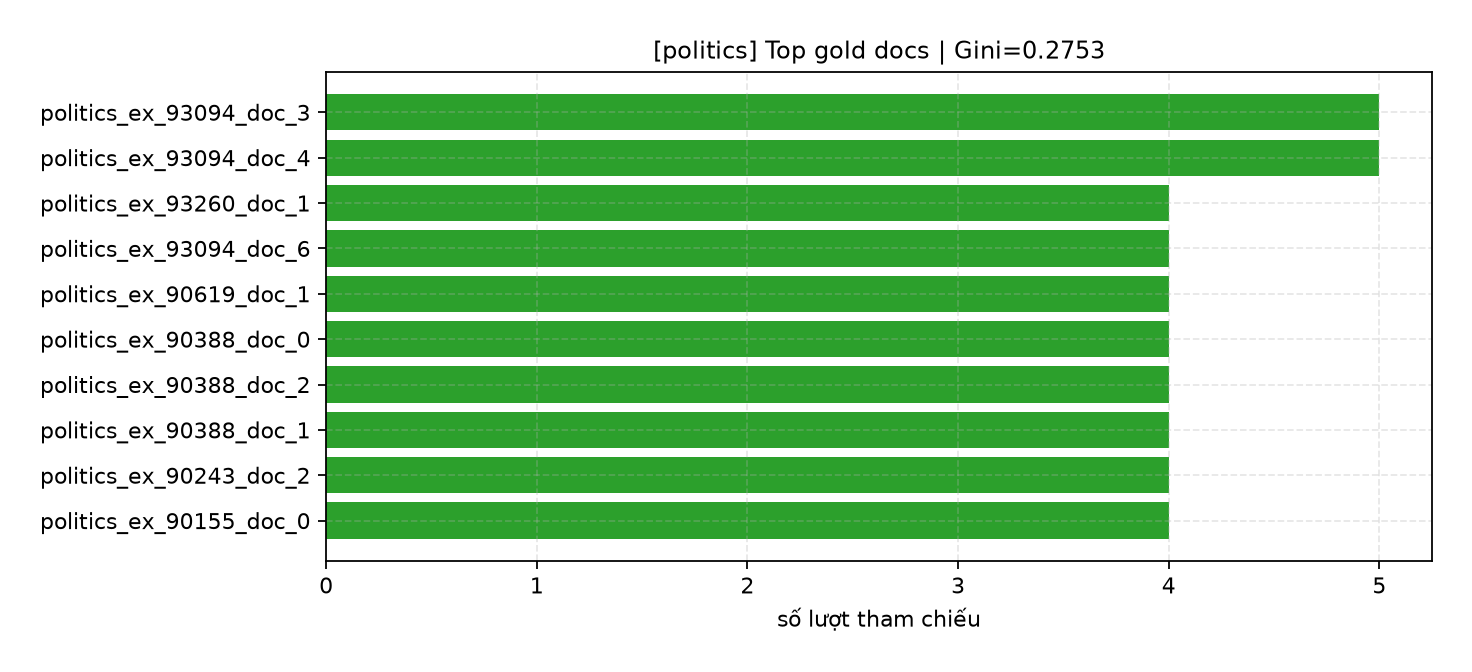 [politics] Top gold docs | Gini=0.2753
politics_ex_93094_doc_3
politics_ex_93094_doc_4
politics_ex_93260_doc_1
politics_ex_93094_doc_6
politics_ex_90619_doc_1
politics_ex_90388_doc_0
politics_ex_90388_doc_2
politics_ex_90388_doc_1
politics_ex_90243_doc_2
politics_ex_90155_doc_0
0 1 2 3 4 5
số lượt tham chiếu